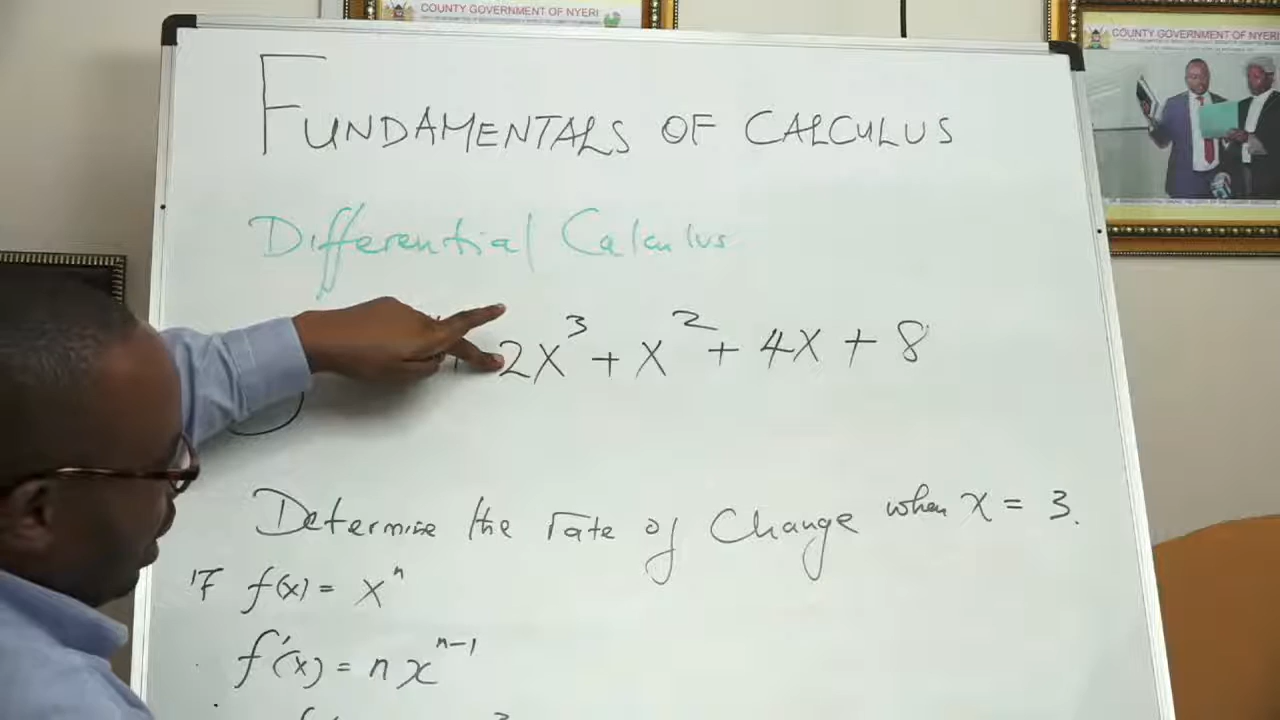 COUNTY GOVERNMENT OF NYERI
COUNTY GOVERNMENT OF NYERI
FUNDAMENTALS OF CALCULUS
Differential Calculus
2x³ + x² + 4x + 8
Determine the rate of Change when x = 3.
IF f(x) = xⁿ
f'(x) = n xⁿ⁻¹